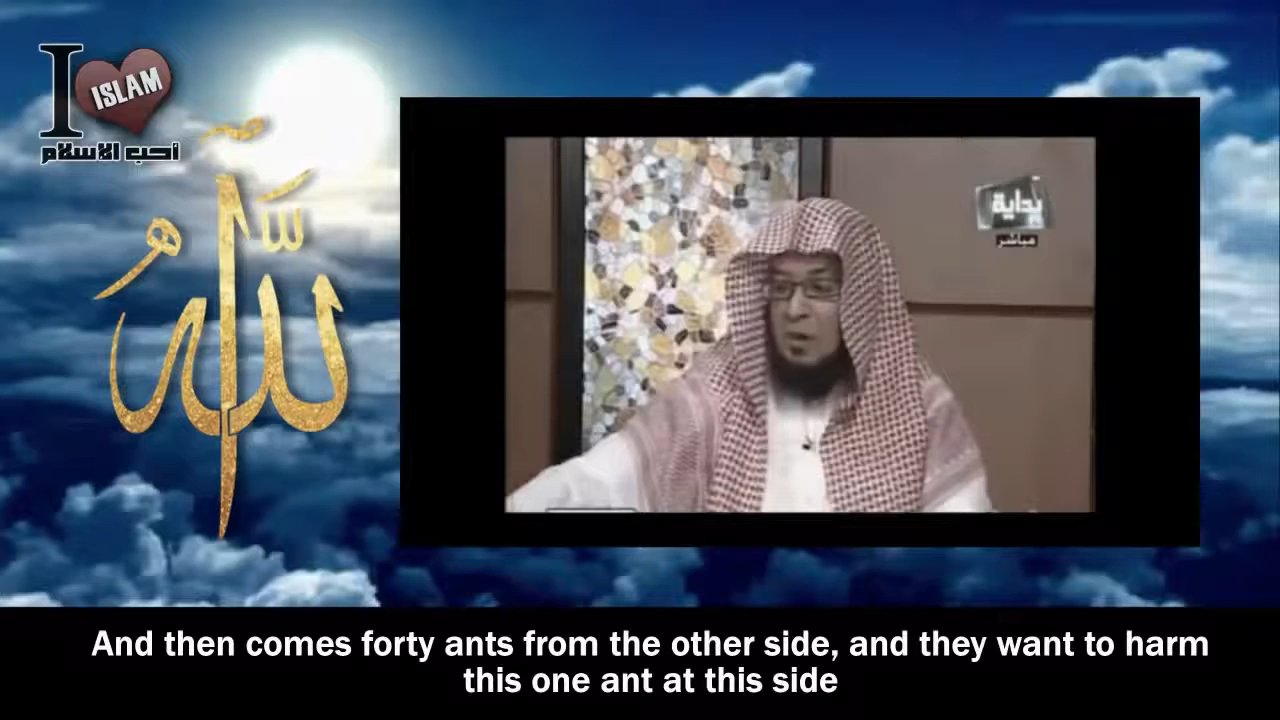 I
ISLAM
أحب الاسلام
اللّٰهُ
بداية
مباشر
And then comes forty ants from the other side, and they want to harm
this one ant at this side